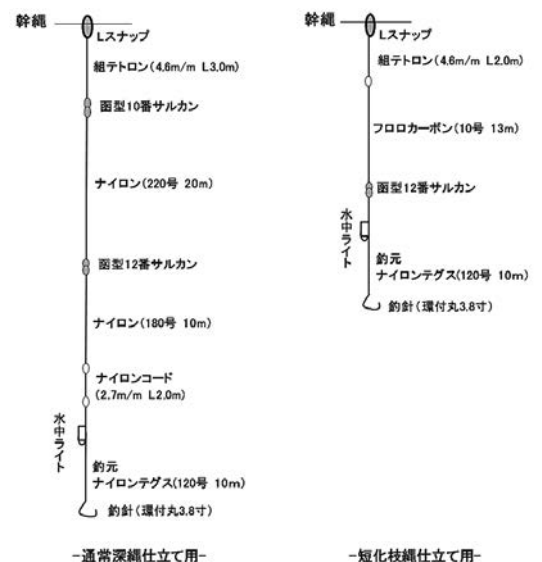 幹縄
Lスナップ
組テトロン(4.6m/m L3.0m)
函型10番サルカン
ナイロン(220号 20m)
函型12番サルカン
ナイロン(180号 10m)
ナイロンコード
(2.7m/m L2.0m)
水中ライト
釣元
ナイロンテグス(120号 10m)
釣針(環付丸3.8寸)
-通常深縄仕立て用-
幹縄
Lスナップ
組テトロン(4.6m/m L2.0m)
フロロカーボン(10号 13m)
函型12番サルカン
水中ライト
釣元
ナイロンテグス(120号 10m)
釣針(環付丸3.8寸)
-短化枝縄仕立て用-